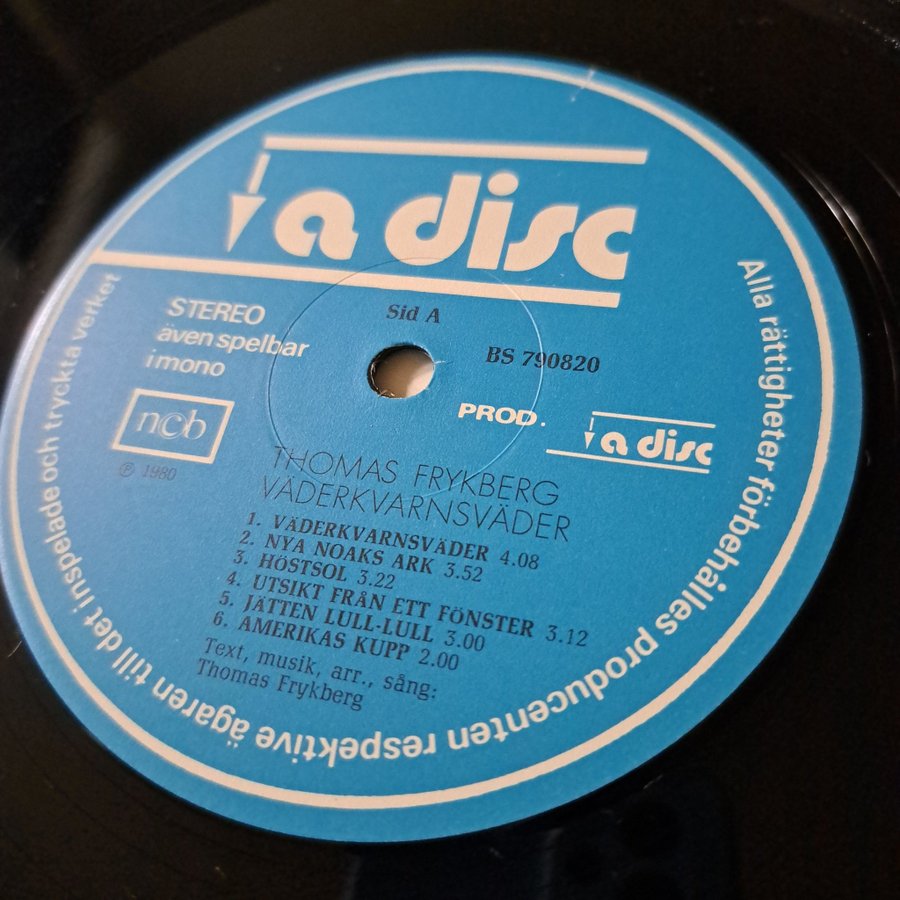 a disc
Sid A
STEREO
även spelbar
i mono
BS 790820
ncb
PROD. a disc
℗ 1980
THOMAS FRYKBERG
VÄDERKVARNSVÄDER
1. VÄDERKVARNSVÄDER 4.08
2. NYA NOAKS ARK 3.52
3. HÖSTSOL 3.22
4. UTSIKT FRÅN ETT FÖNSTER 3.12
5. JÄTTEN LULL-LULL 3.00
6. AMERIKAS KUPP 2.00
Text, musik, arr., sång:
Thomas Frykberg
Alla rättigheter förbehålles producenten respektive ägaren till det inspelade och tryckta verket